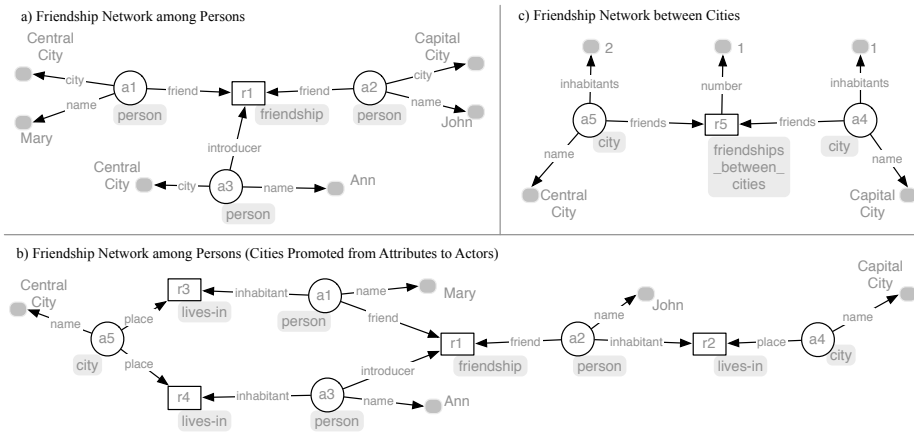 a) Friendship Network among Persons
Central
City
city
name
Mary
a1
person
friend
r1
friendship
friend
a2
person
Capital
City
city
name
John
introducer
Central
City
city
a3
person
name
Ann
c) Friendship Network between Cities
2
inhabitants
a5
city
name
Central
City
friends
1
number
r5
friendships
_between_
cities
friends
1
inhabitants
a4
city
name
Capital
City
b) Friendship Network among Persons (Cities Promoted from Attributes to Actors)
Central
City
name
a5
city
place
r3
lives-in
inhabitant
a1
person
name
Mary
friend
place
r4
lives-in
inhabitant
a3
person
name
Ann
introducer
r1
friendship
friend
a2
person
name
John
inhabitant
r2
lives-in
place
a4
city
name
Capital
City